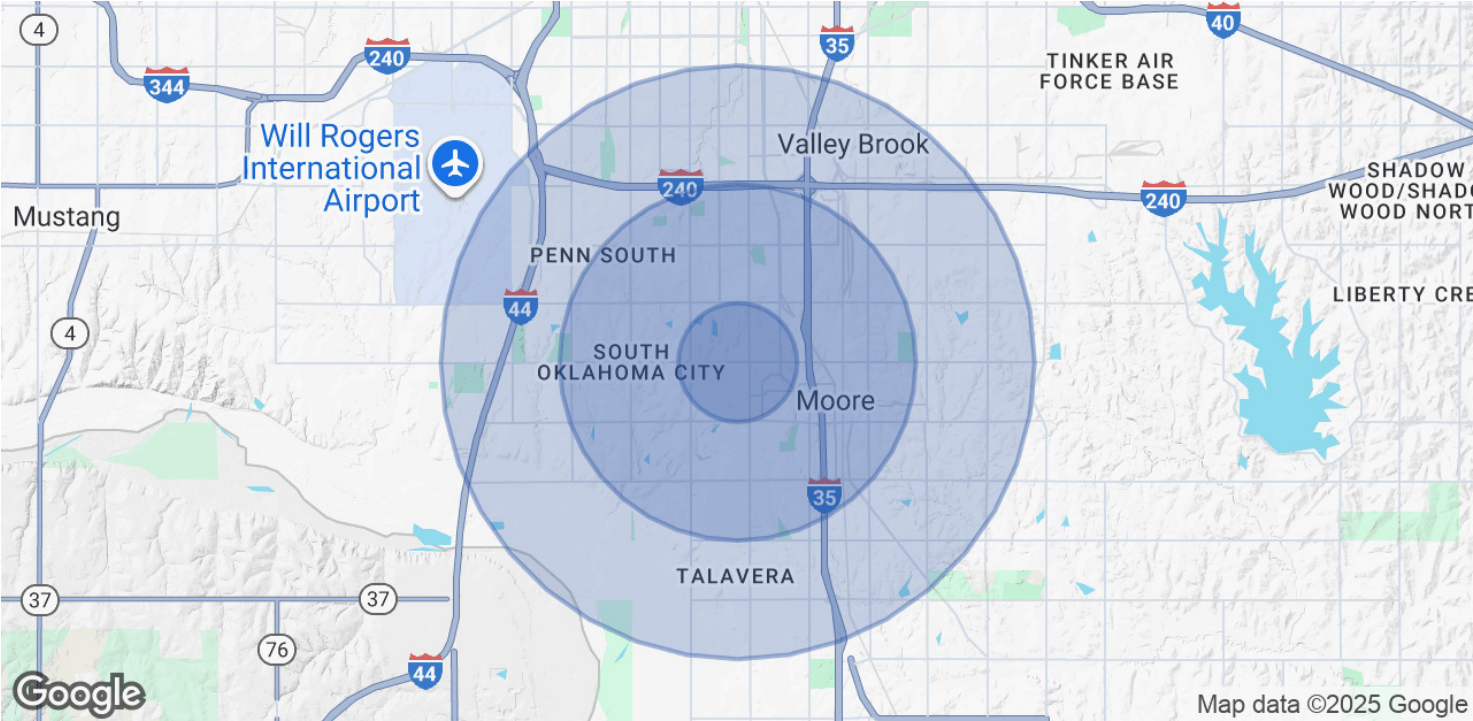 4
344
240
35
40
TINKER AIR
FORCE BASE
Will Rogers
International
Airport
Valley Brook
240
240
SHADOW
WOOD/SHADO
WOOD NORT
Mustang
PENN SOUTH
44
LIBERTY CRE
4
SOUTH
OKLAHOMA CITY
Moore
35
TALAVERA
37
37
76
44
Google
Map data ©2025 Google